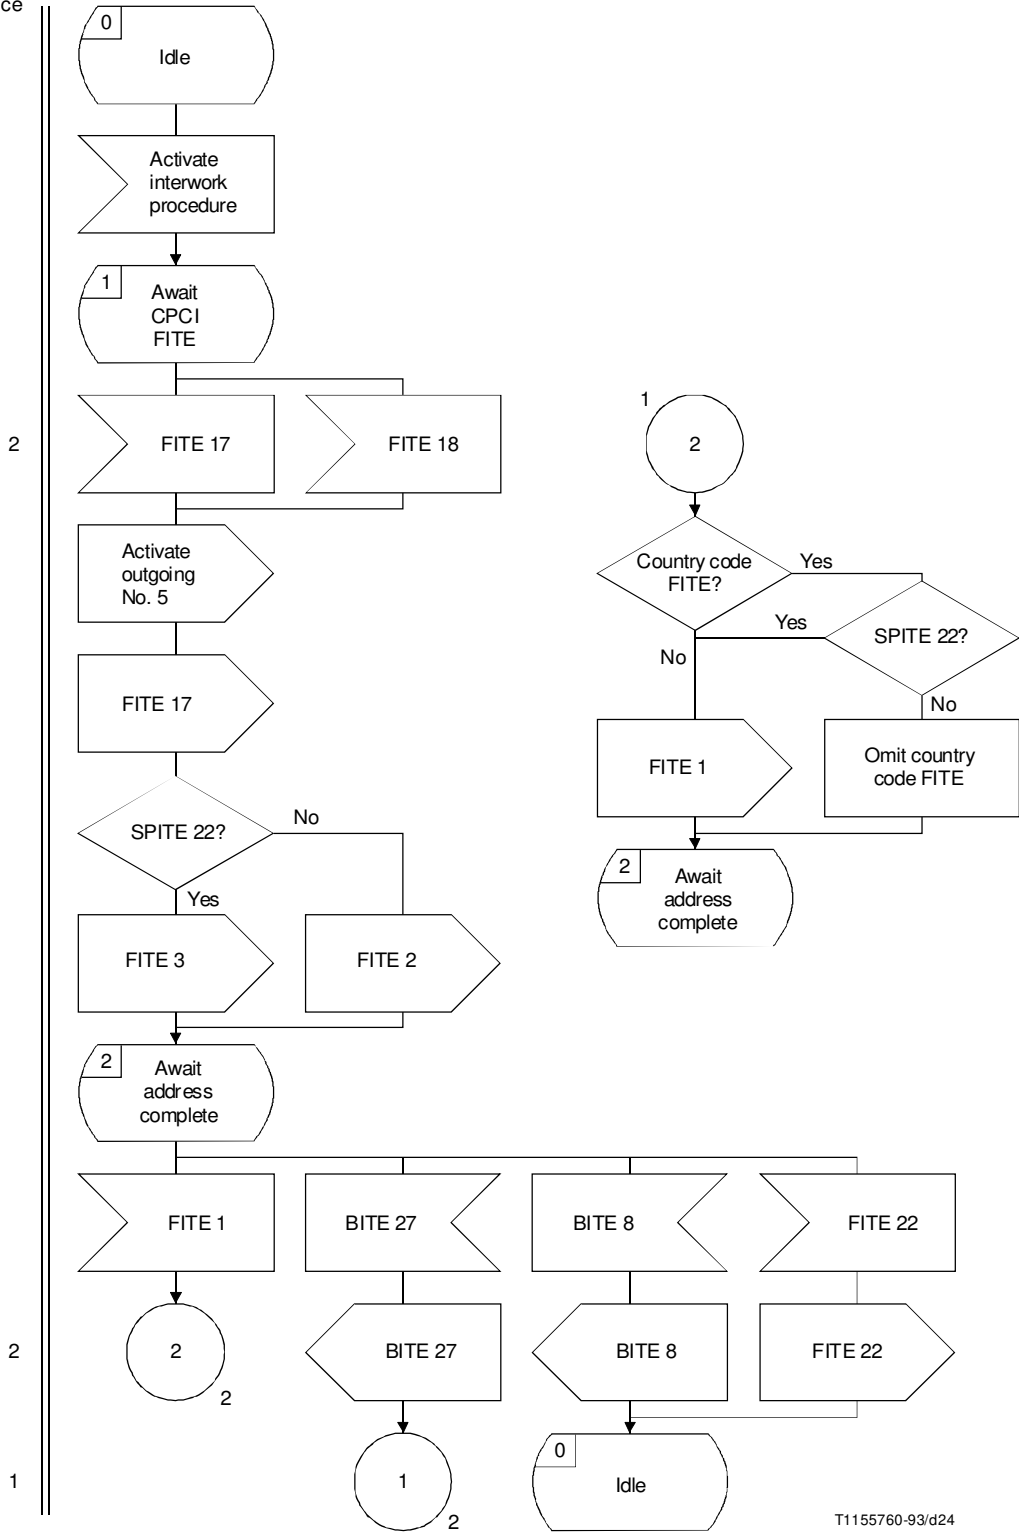 ce
0
Idle
Activate
interwork
procedure
1
Await
CPCI
FITE
2
FITE 17
FITE 18
Activate
outgoing
No. 5
FITE 17
SPITE 22?
No
Yes
FITE 3
FITE 2
2
Await
address
complete
FITE 1
BITE 27
BITE 8
FITE 22
2
2
2
BITE 27
BITE 8
FITE 22
1
1
2
0
Idle
1
2
Country code
FITE?
Yes
Yes
SPITE 22?
No
No
FITE 1
Omit country
code FITE
2
Await
address
complete
T1155760-93/d24